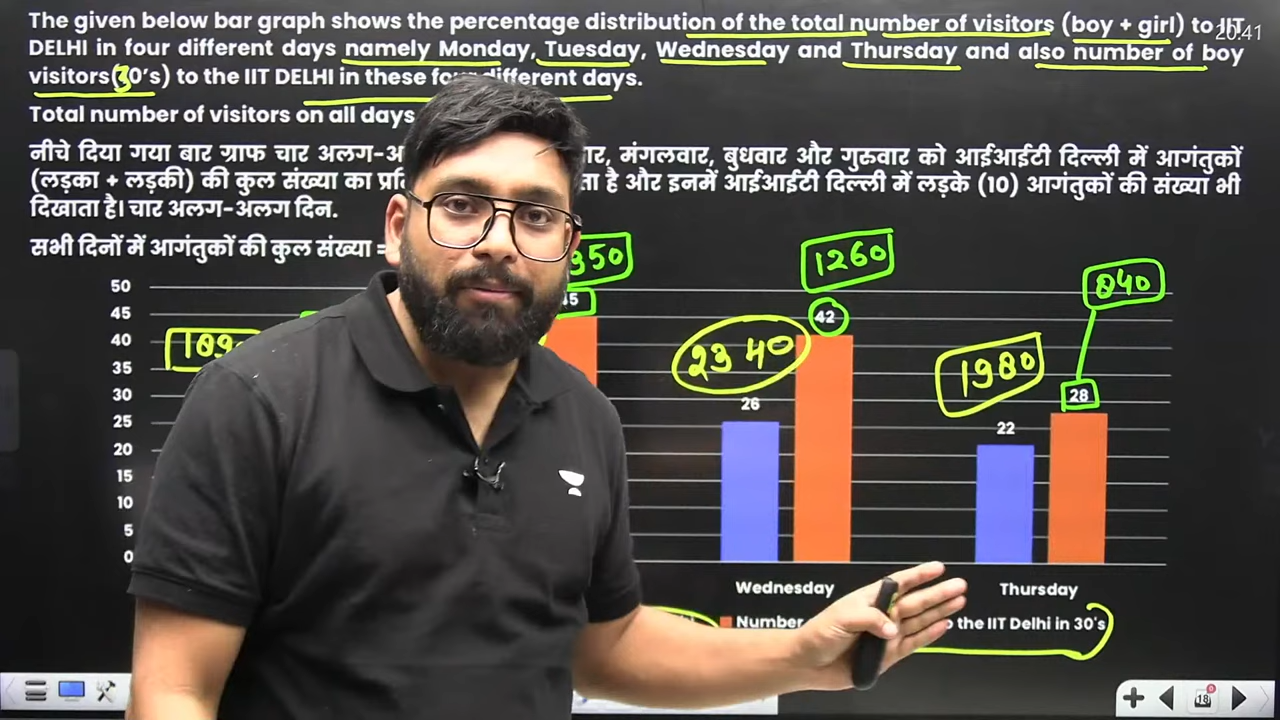 The given below bar graph shows the percentage distribution of the total number of visitors (boy + girl) to IIT
20:41
DELHI in four different days namely Monday, Tuesday, Wednesday and Thursday and also number of boy
visitors(30's) to the IIT DELHI in these four different days.
Total number of visitors on all days
नीचे दिया गया बार ग्राफ चार अलग-अ ार, मंगलवार, बुधवार और गुरुवार को आईआईटी दिल्ली में आगंतुकों
(लड़का + लड़की) की कुल संख्या का प्रति ता है और इनमें आईआईटी दिल्ली में लड़के (10) आगंतुकों की संख्या भी
दिखाता है। चार अलग-अलग दिन.
सभी दिनों में आगंतुकों की कुल संख्या =
350
1260
840
50
45
40
35
30
25
20
15
10
5
0
189
45
2340
42
26
1980
28
22
Wednesday
Thursday
Number
o the IIT Delhi in 30's
18